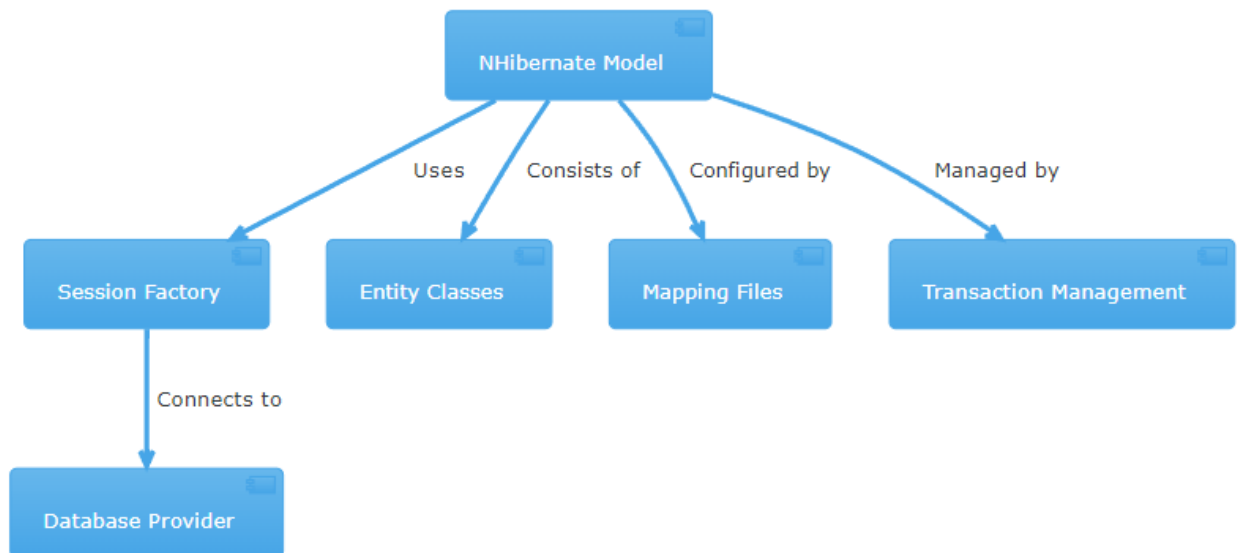 NHibernate Model
Uses
Consists of
Configured by
Managed by
Session Factory
Entity Classes
Mapping Files
Transaction Management
Connects to
Database Provider